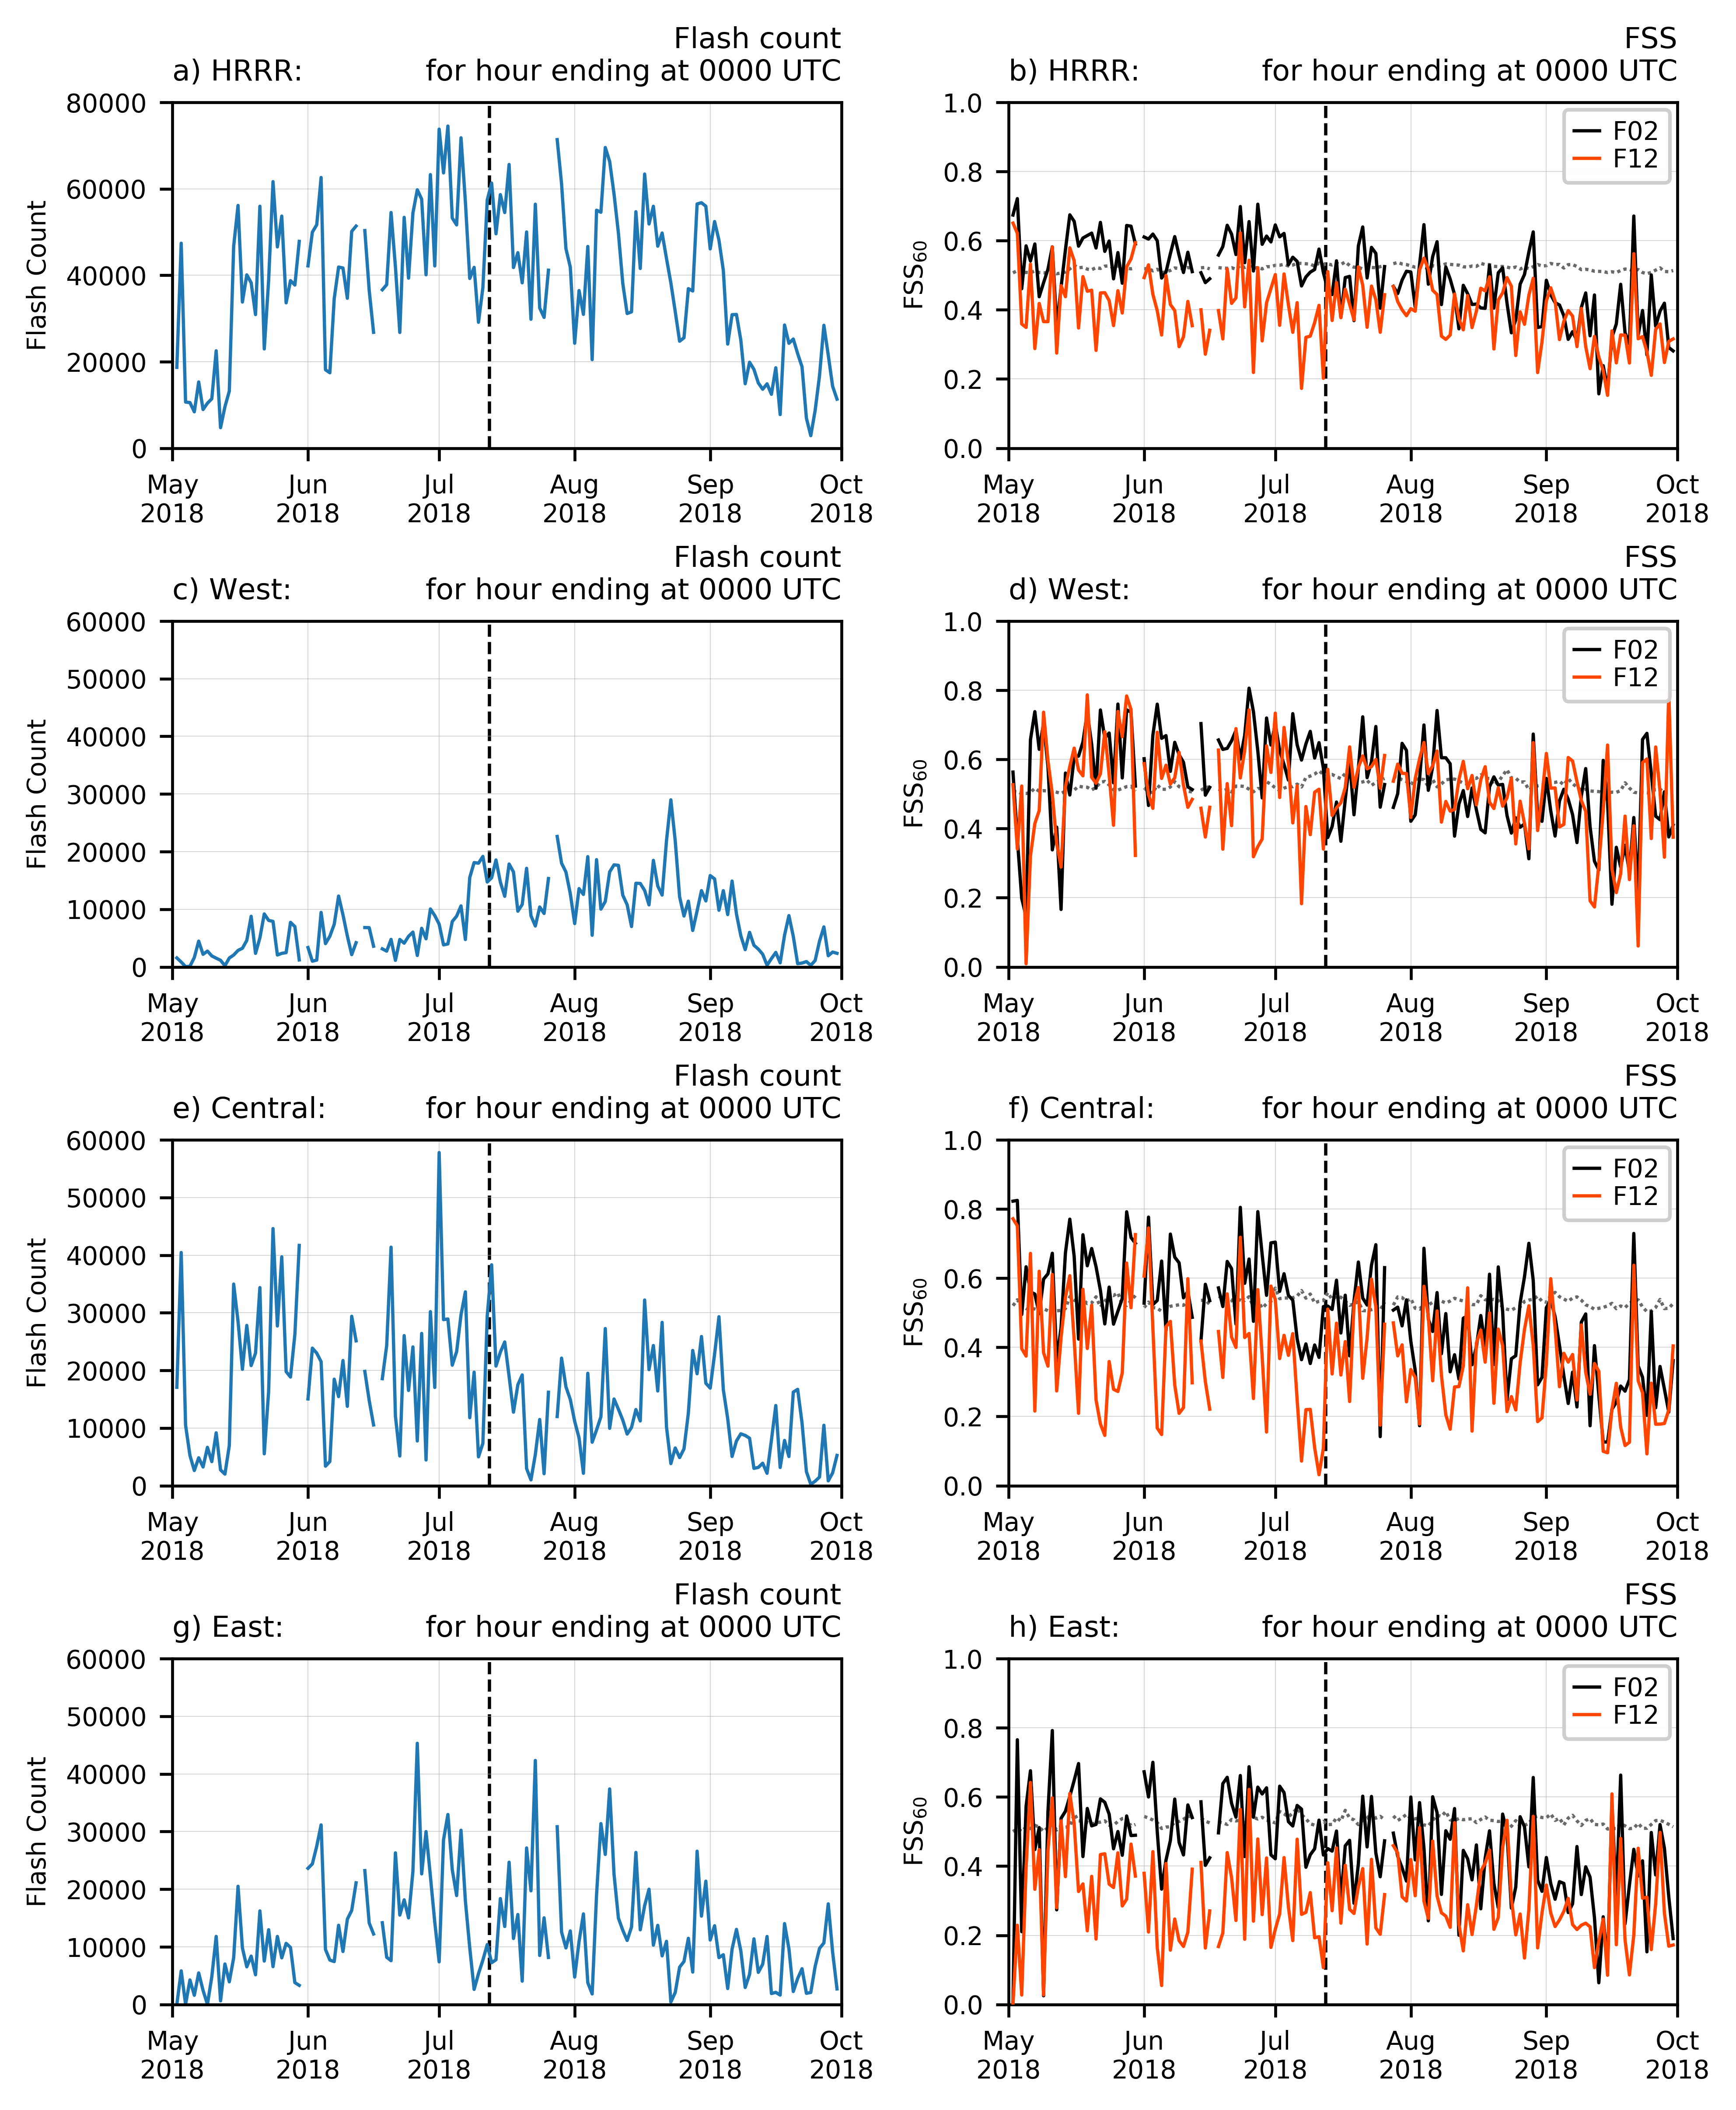 Flash count
a) HRRR: for hour ending at 0000 UTC
80000
60000
40000
20000
0
Flash Count
May Jun Jul Aug Sep Oct
2018 2018 2018 2018 2018 2018
FSS
b) HRRR: for hour ending at 0000 UTC
1.0
0.8
0.6
0.4
0.2
0.0
FSS60
F02
F12
May Jun Jul Aug Sep Oct
2018 2018 2018 2018 2018 2018
Flash count
c) West: for hour ending at 0000 UTC
60000
50000
40000
30000
20000
10000
0
Flash Count
May Jun Jul Aug Sep Oct
2018 2018 2018 2018 2018 2018
FSS
d) West: for hour ending at 0000 UTC
1.0
0.8
0.6
0.4
0.2
0.0
FSS60
F02
F12
May Jun Jul Aug Sep Oct
2018 2018 2018 2018 2018 2018
Flash count
e) Central: for hour ending at 0000 UTC
60000
50000
40000
30000
20000
10000
0
Flash Count
May Jun Jul Aug Sep Oct
2018 2018 2018 2018 2018 2018
FSS
f) Central: for hour ending at 0000 UTC
1.0
0.8
0.6
0.4
0.2
0.0
FSS60
F02
F12
May Jun Jul Aug Sep Oct
2018 2018 2018 2018 2018 2018
Flash count
g) East: for hour ending at 0000 UTC
60000
50000
40000
30000
20000
10000
0
Flash Count
May Jun Jul Aug Sep Oct
2018 2018 2018 2018 2018 2018
FSS
h) East: for hour ending at 0000 UTC
1.0
0.8
0.6
0.4
0.2
0.0
FSS60
F02
F12
May Jun Jul Aug Sep Oct
2018 2018 2018 2018 2018 2018